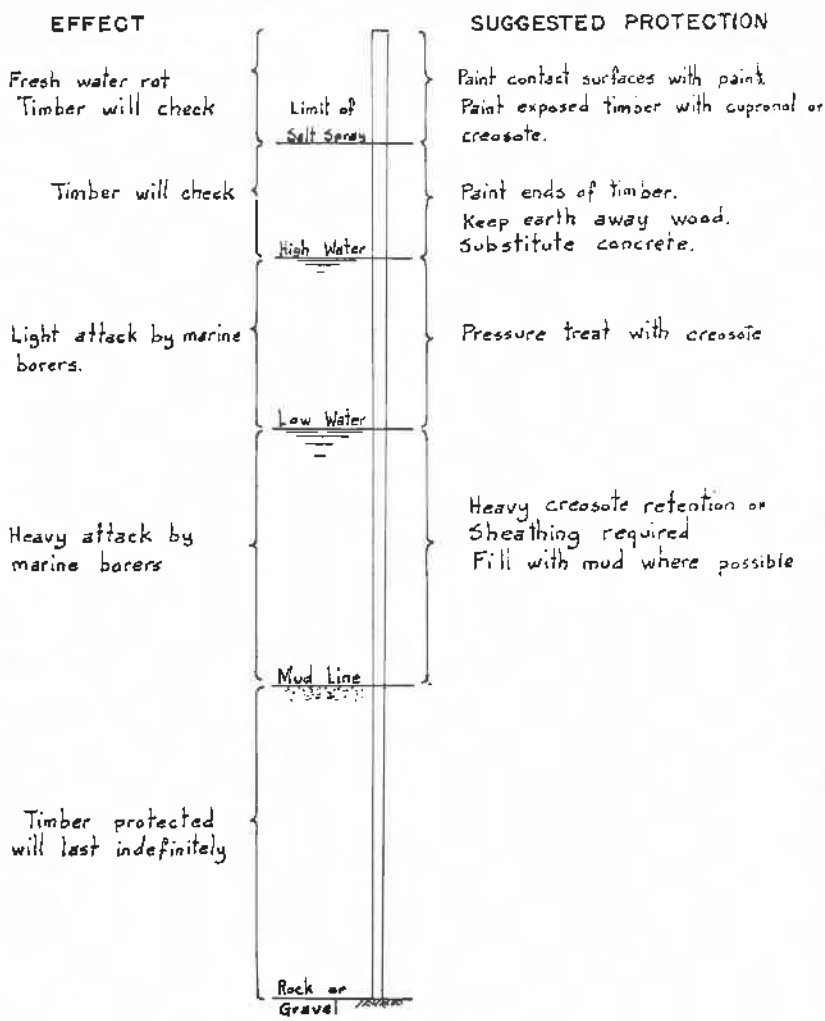 EFFECT
SUGGESTED PROTECTION
Fresh water rot
Timber will check
Limit of
Salt Spray
Paint contact surfaces with paint.
Paint exposed timber with cupronol or
creosote.
Timber will check
High Water
Paint ends of timber.
Keep earth away wood.
Substitute concrete.
Light attack by marine
borers.
Low Water
Pressure treat with creosote
Heavy attack by
marine borers
Mud Line
Heavy creosote retention or
Sheathing required
Fill with mud where possible
Timber protected
will last indefinitely
Rock or
Gravel